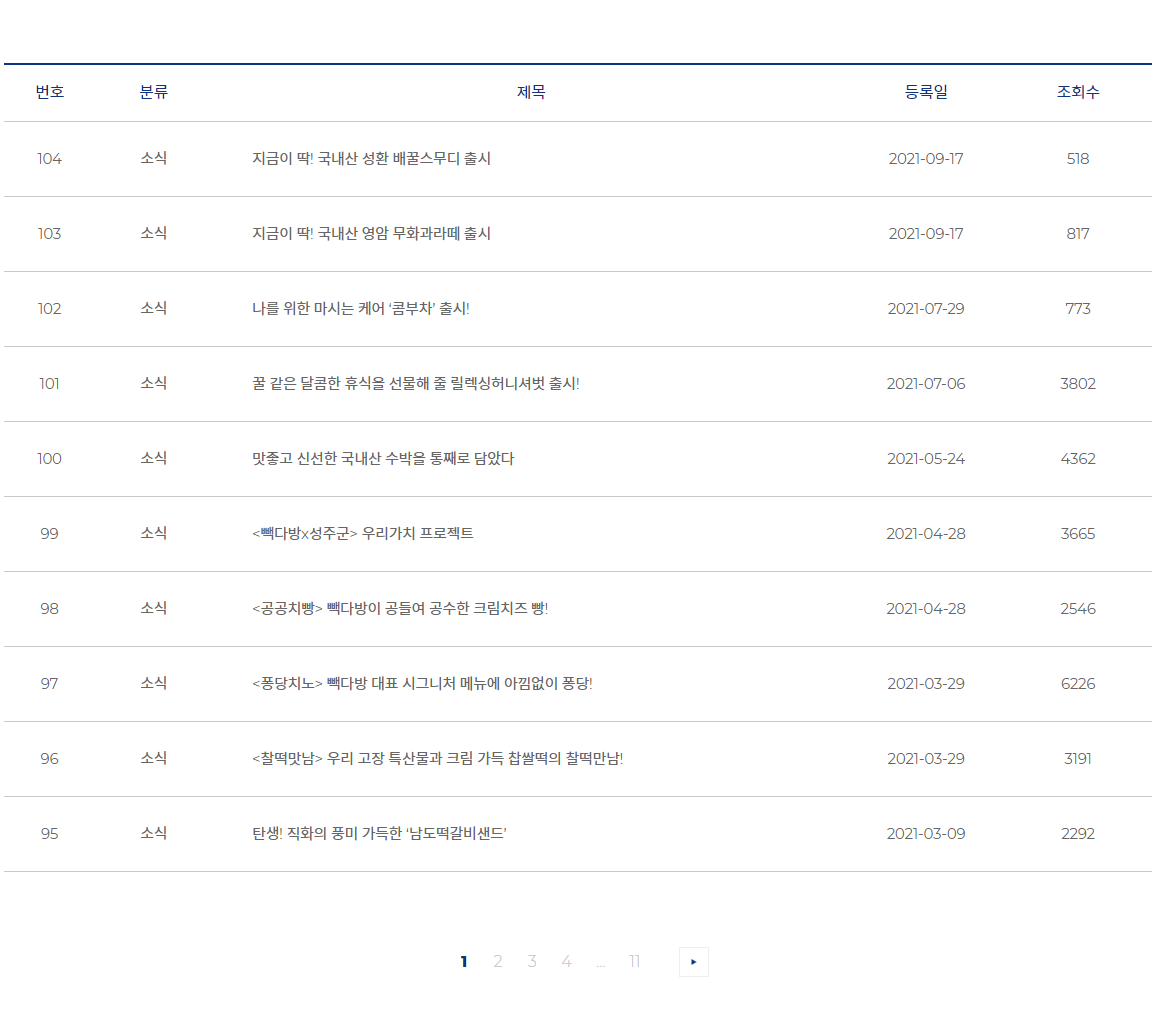 번호 분류 제목 등록일 조회수
104 소식 지금이 딱! 국내산 성환 배꿀스무디 출시 2021-09-17 518
103 소식 지금이 딱! 국내산 영암 무화과라떼 출시 2021-09-17 817
102 소식 나를 위한 마시는 케어 ‘콤부차’ 출시! 2021-07-29 773
101 소식 꿀 같은 달콤한 휴식을 선물해 줄 릴렉싱허니셔벗 출시! 2021-07-06 3802
100 소식 맛좋고 신선한 국내산 수박을 통째로 담았다 2021-05-24 4362
99 소식 <빽다방x성주군> 우리가치 프로젝트 2021-04-28 3665
98 소식 <공공치빵> 빽다방이 공들여 공수한 크림치즈 빵! 2021-04-28 2546
97 소식 <퐁당치노> 빽다방 대표 시그니처 메뉴에 아낌없이 퐁당! 2021-03-29 6226
96 소식 <찰떡맛남> 우리 고장 특산물과 크림 가득 찹쌀떡의 찰떡만남! 2021-03-29 3191
95 소식 탄생! 직화의 풍미 가득한 ‘남도떡갈비샌드’ 2021-03-09 2292
1 2 3 4 ... 11